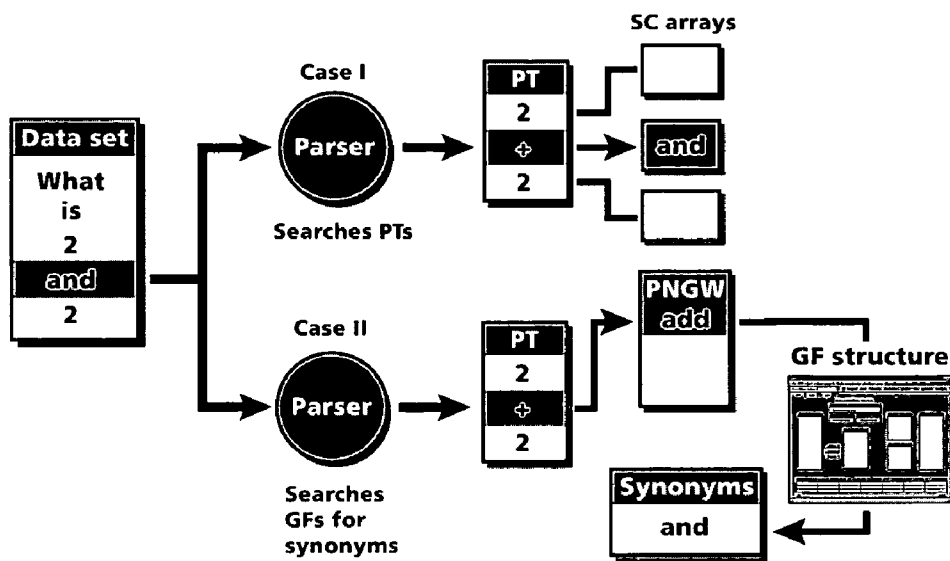 SC arrays
Case I
PT
2
+
2
Parser
and
Searches PTs
Data set
What
is
2
and
2
Case II
PT
2
+
2
Parser
PNGW
add
GF structure
Searches
GFs for
synonyms
Synonyms
and